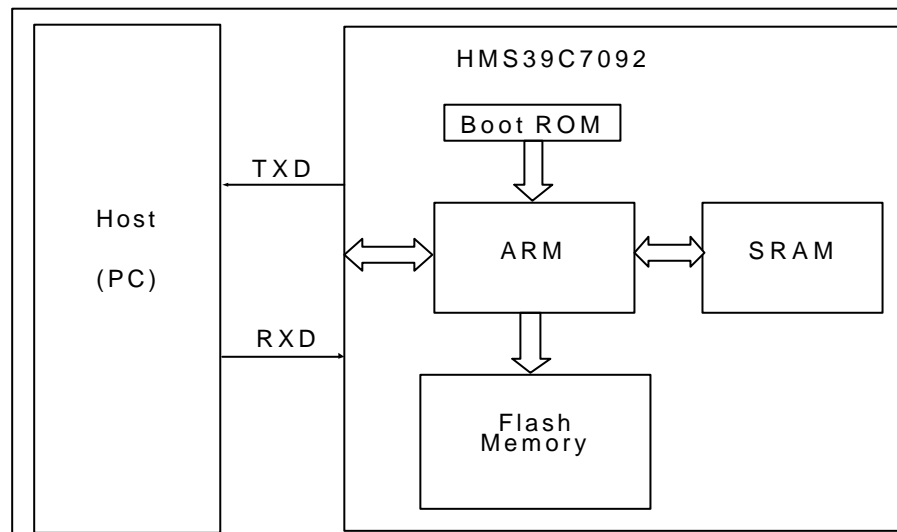 HMS39C7092
Boot ROM
TXD
Host
(PC)
ARM
SRAM
RXD
Flash
Memory